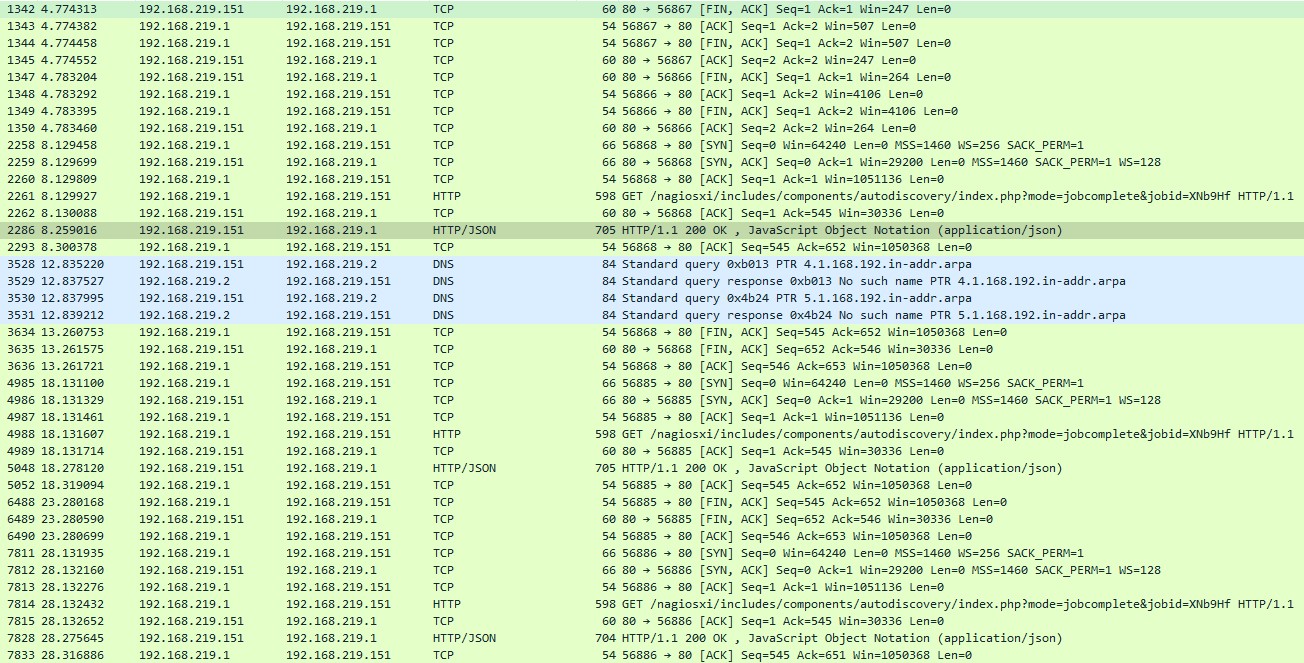 1342 4.774313 192.168.219.151 192.168.219.1 TCP 60 80 → 56867 [FIN, ACK] Seq=1 Ack=1 Win=247 Len=0
1343 4.774382 192.168.219.1 192.168.219.151 TCP 54 56867 → 80 [ACK] Seq=1 Ack=2 Win=507 Len=0
1344 4.774458 192.168.219.1 192.168.219.151 TCP 54 56867 → 80 [FIN, ACK] Seq=1 Ack=2 Win=507 Len=0
1345 4.774552 192.168.219.151 192.168.219.1 TCP 60 80 → 56867 [ACK] Seq=2 Ack=2 Win=247 Len=0
1347 4.783204 192.168.219.151 192.168.219.1 TCP 60 80 → 56866 [FIN, ACK] Seq=1 Ack=1 Win=264 Len=0
1348 4.783292 192.168.219.1 192.168.219.151 TCP 54 56866 → 80 [ACK] Seq=1 Ack=2 Win=4106 Len=0
1349 4.783395 192.168.219.1 192.168.219.151 TCP 54 56866 → 80 [FIN, ACK] Seq=1 Ack=2 Win=4106 Len=0
1350 4.783460 192.168.219.151 192.168.219.1 TCP 60 80 → 56866 [ACK] Seq=2 Ack=2 Win=264 Len=0
2258 8.129458 192.168.219.1 192.168.219.151 TCP 66 56868 → 80 [SYN] Seq=0 Win=64240 Len=0 MSS=1460 WS=256 SACK_PERM=1
2259 8.129699 192.168.219.151 192.168.219.1 TCP 66 80 → 56868 [SYN, ACK] Seq=0 Ack=1 Win=29200 Len=0 MSS=1460 SACK_PERM=1 WS=128
2260 8.129809 192.168.219.1 192.168.219.151 TCP 54 56868 → 80 [ACK] Seq=1 Ack=1 Win=1051136 Len=0
2261 8.129927 192.168.219.1 192.168.219.151 HTTP 598 GET /nagiosxi/includes/components/autodiscovery/index.php?mode=jobcomplete&jobid=XNb9Hf HTTP/1.1
2262 8.130088 192.168.219.151 192.168.219.1 TCP 60 80 → 56868 [ACK] Seq=1 Ack=545 Win=30336 Len=0
2286 8.259016 192.168.219.151 192.168.219.1 HTTP/JSON 705 HTTP/1.1 200 OK , JavaScript Object Notation (application/json)
2293 8.300378 192.168.219.1 192.168.219.151 TCP 54 56868 → 80 [ACK] Seq=545 Ack=652 Win=1050368 Len=0
3528 12.835220 192.168.219.151 192.168.219.2 DNS 84 Standard query 0xb013 PTR 4.1.168.192.in-addr.arpa
3529 12.837527 192.168.219.2 192.168.219.151 DNS 84 Standard query response 0xb013 No such name PTR 4.1.168.192.in-addr.arpa
3530 12.837995 192.168.219.151 192.168.219.2 DNS 84 Standard query 0x4b24 PTR 5.1.168.192.in-addr.arpa
3531 12.839212 192.168.219.2 192.168.219.151 DNS 84 Standard query response 0x4b24 No such name PTR 5.1.168.192.in-addr.arpa
3634 13.260753 192.168.219.1 192.168.219.151 TCP 54 56868 → 80 [FIN, ACK] Seq=545 Ack=652 Win=1050368 Len=0
3635 13.261575 192.168.219.151 192.168.219.1 TCP 60 80 → 56868 [FIN, ACK] Seq=652 Ack=546 Win=30336 Len=0
3636 13.261721 192.168.219.1 192.168.219.151 TCP 54 56868 → 80 [ACK] Seq=546 Ack=653 Win=1050368 Len=0
4985 18.131100 192.168.219.1 192.168.219.151 TCP 66 56885 → 80 [SYN] Seq=0 Win=64240 Len=0 MSS=1460 WS=256 SACK_PERM=1
4986 18.131329 192.168.219.151 192.168.219.1 TCP 66 80 → 56885 [SYN, ACK] Seq=0 Ack=1 Win=29200 Len=0 MSS=1460 SACK_PERM=1 WS=128
4987 18.131461 192.168.219.1 192.168.219.151 TCP 54 56885 → 80 [ACK] Seq=1 Ack=1 Win=1051136 Len=0
4988 18.131607 192.168.219.1 192.168.219.151 HTTP 598 GET /nagiosxi/includes/components/autodiscovery/index.php?mode=jobcomplete&jobid=XNb9Hf HTTP/1.1
4989 18.131714 192.168.219.151 192.168.219.1 TCP 60 80 → 56885 [ACK] Seq=1 Ack=545 Win=30336 Len=0
5048 18.278120 192.168.219.151 192.168.219.1 HTTP/JSON 705 HTTP/1.1 200 OK , JavaScript Object Notation (application/json)
5052 18.319094 192.168.219.1 192.168.219.151 TCP 54 56885 → 80 [ACK] Seq=545 Ack=652 Win=1050368 Len=0
6488 23.280168 192.168.219.1 192.168.219.151 TCP 54 56885 → 80 [FIN, ACK] Seq=545 Ack=652 Win=1050368 Len=0
6489 23.280590 192.168.219.151 192.168.219.1 TCP 60 80 → 56885 [FIN, ACK] Seq=652 Ack=546 Win=30336 Len=0
6490 23.280699 192.168.219.1 192.168.219.151 TCP 54 56885 → 80 [ACK] Seq=546 Ack=653 Win=1050368 Len=0
7811 28.131935 192.168.219.1 192.168.219.151 TCP 66 56886 → 80 [SYN] Seq=0 Win=64240 Len=0 MSS=1460 WS=256 SACK_PERM=1
7812 28.132160 192.168.219.151 192.168.219.1 TCP 66 80 → 56886 [SYN, ACK] Seq=0 Ack=1 Win=29200 Len=0 MSS=1460 SACK_PERM=1 WS=128
7813 28.132276 192.168.219.1 192.168.219.151 TCP 54 56886 → 80 [ACK] Seq=1 Ack=1 Win=1051136 Len=0
7814 28.132432 192.168.219.1 192.168.219.151 HTTP 598 GET /nagiosxi/includes/components/autodiscovery/index.php?mode=jobcomplete&jobid=XNb9Hf HTTP/1.1
7815 28.132652 192.168.219.151 192.168.219.1 TCP 60 80 → 56886 [ACK] Seq=1 Ack=545 Win=30336 Len=0
7828 28.275645 192.168.219.151 192.168.219.1 HTTP/JSON 704 HTTP/1.1 200 OK , JavaScript Object Notation (application/json)
7833 28.316886 192.168.219.1 192.168.219.151 TCP 54 56886 → 80 [ACK] Seq=545 Ack=651 Win=1050368 Len=0